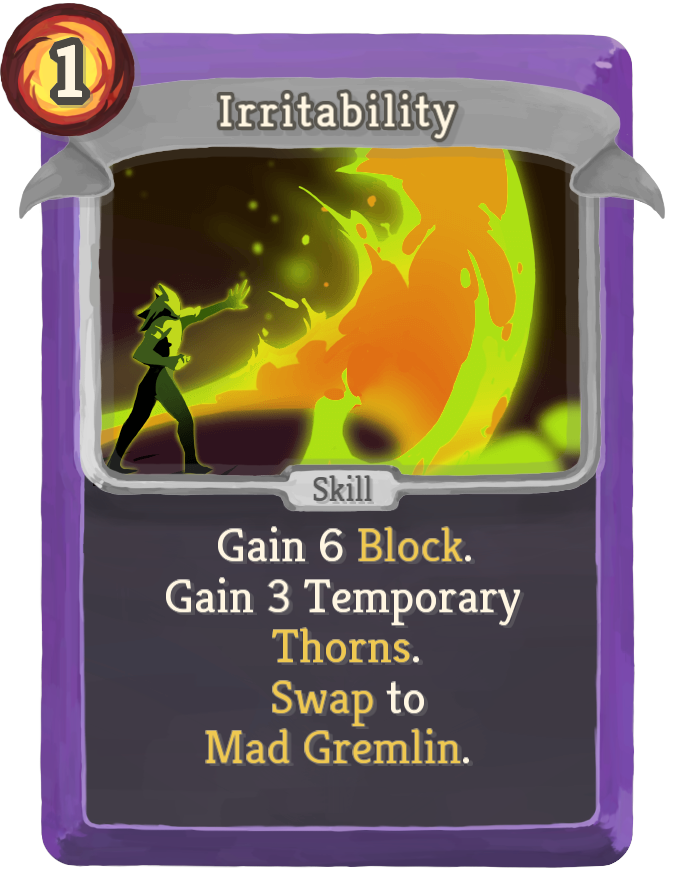 1
Irritability
Skill
Gain 6 Block.
Gain 3 Temporary
Thorns.
Swap to
Mad Gremlin.